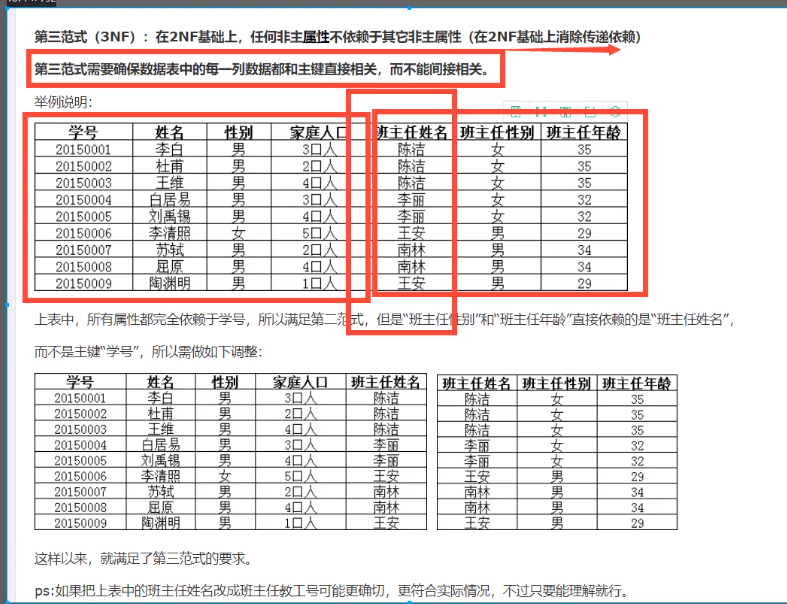 第三范式（3NF）：在2NF基础上，任何非主属性不依赖于其它非主属性（在2NF基础上消除传递依赖）
第三范式需要确保数据表中的每一列数据都和主键直接相关，而不能间接相关。
举例说明：
学号 姓名 性别 家庭人口 班主任姓名 班主任性别 班主任年龄
20150001 李白 男 3口人 陈洁 女 35
20150002 杜甫 男 2口人 陈洁 女 35
20150003 王维 男 4口人 陈洁 女 35
20150004 白居易 男 3口人 李丽 女 32
20150005 刘禹锡 男 4口人 李丽 女 32
20150006 李清照 女 5口人 王安 男 29
20150007 苏轼 男 2口人 南林 男 34
20150008 屈原 男 4口人 南林 男 34
20150009 陶渊明 男 1口人 王安 男 29
上表中，所有属性都完全依赖于学号，所以满足第二范式，但是“班主任性别”和“班主任年龄”直接依赖的是“班主任姓名”，
而不是主键“学号”，所以需做如下调整：
学号 姓名 性别 家庭人口 班主任姓名
20150001 李白 男 3口人 陈洁
20150002 杜甫 男 2口人 陈洁
20150003 王维 男 4口人 陈洁
20150004 白居易 男 3口人 李丽
20150005 刘禹锡 男 4口人 李丽
20150006 李清照 女 5口人 王安
20150007 苏轼 男 2口人 南林
20150008 屈原 男 4口人 南林
20150009 陶渊明 男 1口人 王安
班主任姓名 班主任性别 班主任年龄
陈洁 女 35
陈洁 女 35
陈洁 女 35
李丽 女 32
李丽 女 32
王安 男 29
南林 男 34
南林 男 34
王安 男 29
这样以来，就满足了第三范式的要求。
ps:如果把上表中的班主任姓名改成班主任教工号可能更确切，更符合实际情况，不过只要能理解就行。